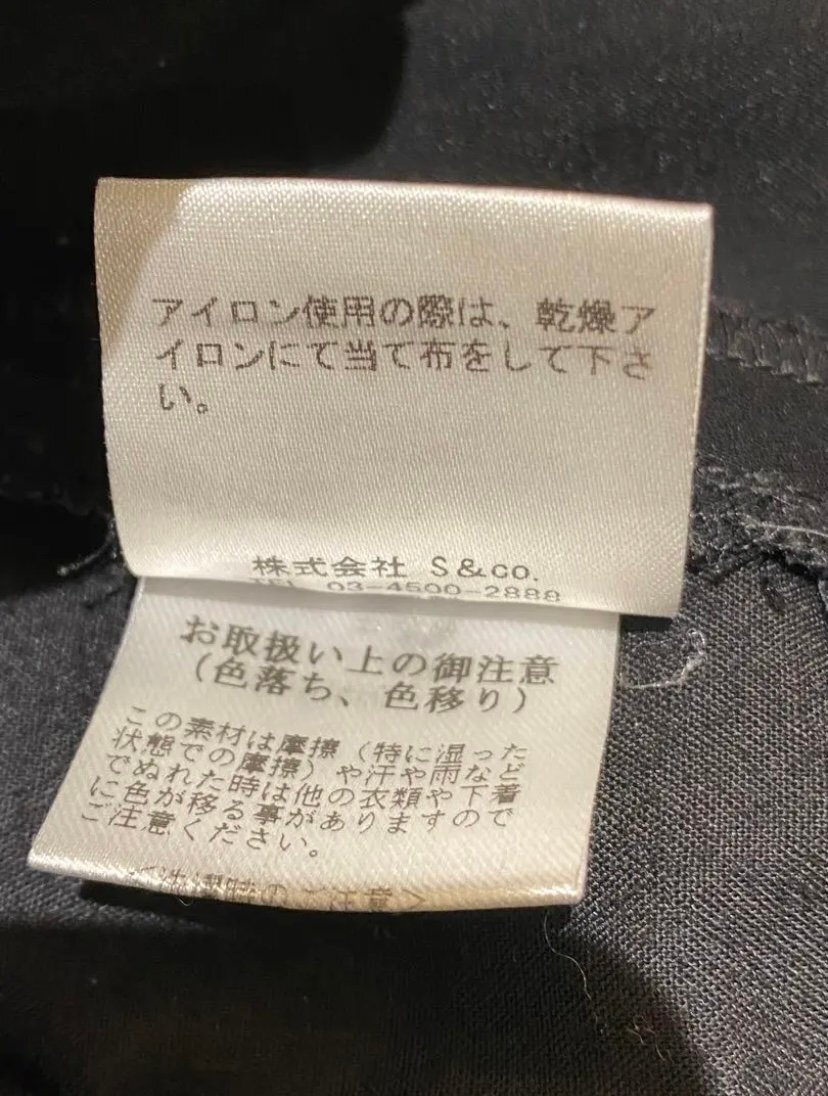 アイロン使用の際は、乾燥ア
イロンにて当て布をして下さ
い。
株式会社 S&co.
TEL 03-4500-2888
お取扱い上の御注意
(色落ち、色移り)
この素材は摩擦(特に湿った
状態での摩擦)や汗や雨など
でぬれた時は他の衣類や下着
に色が移る事がありますので
ご注意ください。